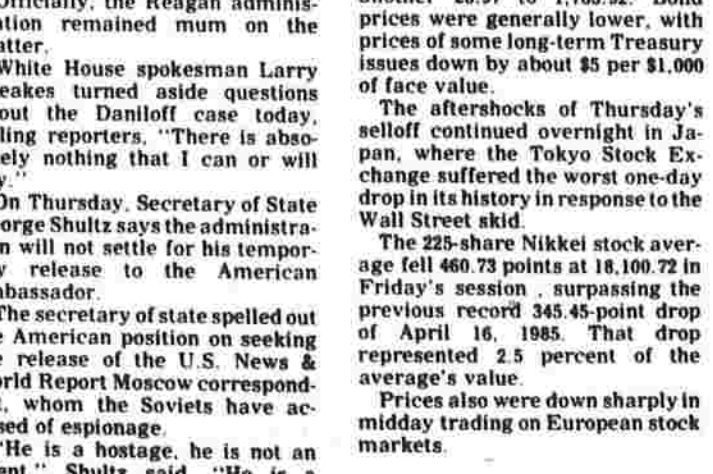 Officially, the Reagan adminis-
ation remained mum on the
atter.
White House spokesman Larry
eakes turned aside questions
out the Daniloff case today,
ling reporters, "There is abso-
ely nothing that I can or will
y."
On Thursday, Secretary of State
orge Shultz says the administra-
n will not settle for his tempor-
y release to the American
bassador.
The secretary of state spelled out
e American position on seeking
e release of the U.S. News &
orld Report Moscow correspond-
t, whom the Soviets have ac-
sed of espionage.
"He is a hostage, he is not an
ent," Shultz said. "He is a
prices were generally lower, with
prices of some long-term Treasury
issues down by about $5 per $1,000
of face value.
The aftershocks of Thursday's
selloff continued overnight in Ja-
pan, where the Tokyo Stock Ex-
change suffered the worst one-day
drop in its history in response to the
Wall Street skid.
The 225-share Nikkei stock aver-
age fell 460.73 points at 18,100.72 in
Friday's session , surpassing the
previous record 345.45-point drop
of April 16, 1985. That drop
represented 2.5 percent of the
average's value.
Prices also were down sharply in
midday trading on European stock
markets.